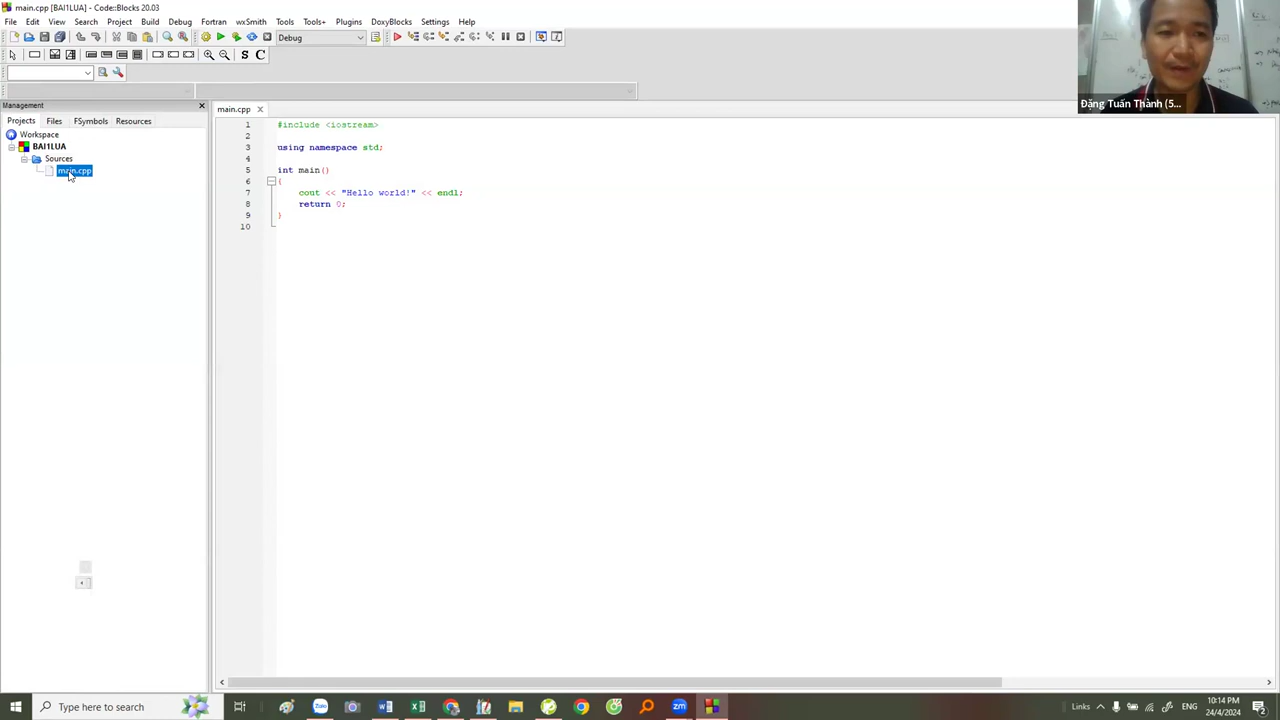 main.cpp [BAI1LUA] - Code::Blocks 20.03
File Edit View Search Project Build Debug Fortran wxSmith Tools Tools+ Plugins DoxyBlocks Settings Help
Debug
S C
Đặng Tuấn Thành (5...
Management
Projects Files FSymbols Resources
Workspace
BAI1LUA
Sources
main.cpp
main.cpp
1 #include <iostream>
2
3 using namespace std;
4
5 int main()
6 {
7 cout << "Hello world!" << endl;
8 return 0;
9 }
10
Type here to search
Zalo
zm
Links
ENG
10:14 PM
24/4/2024